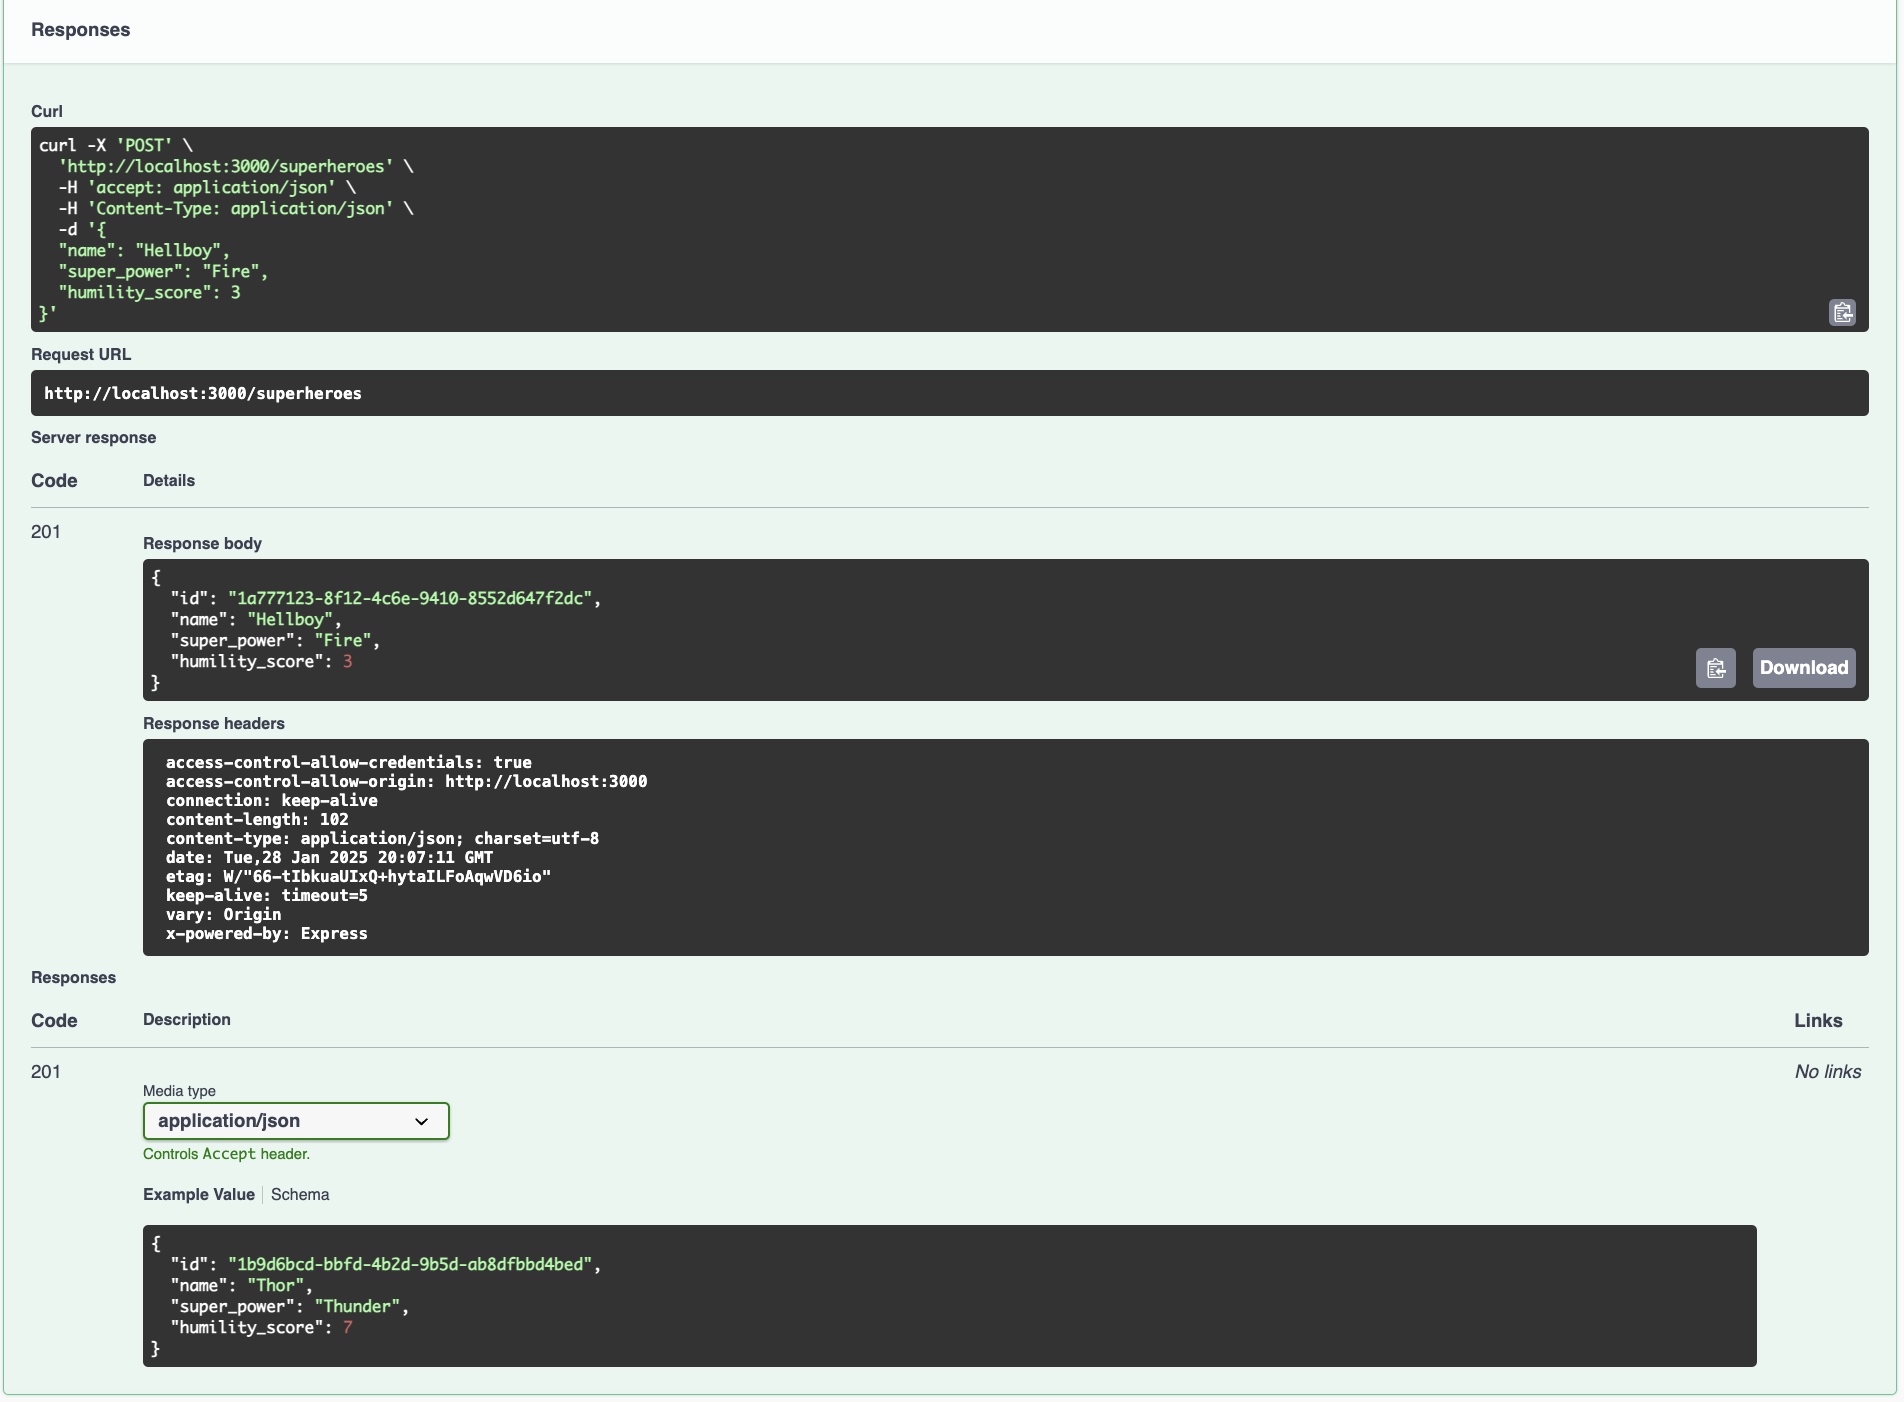 Responses
Curl
curl -X 'POST' \
  'http://localhost:3000/superheroes' \
  -H 'accept: application/json' \
  -H 'Content-Type: application/json' \
  -d '{
  "name": "Hellboy",
  "super_power": "Fire",
  "humility_score": 3
}'
Request URL
http://localhost:3000/superheroes
Server response
Code Details
201
Response body
{
  "id": "1a777123-8f12-4c6e-9410-8552d647f2dc",
  "name": "Hellboy",
  "super_power": "Fire",
  "humility_score": 3
}
Download
Response headers
access-control-allow-credentials: true
access-control-allow-origin: http://localhost:3000
connection: keep-alive
content-length: 102
content-type: application/json; charset=utf-8
date: Tue,28 Jan 2025 20:07:11 GMT
etag: W/"66-tIbkuaUIxQ+hytaILFoAqwVD6io"
keep-alive: timeout=5
vary: Origin
x-powered-by: Express
Responses
Code Description Links
201 No links
Media type
application/json
Controls Accept header.
Example Value Schema
{
  "id": "1b9d6bcd-bbfd-4b2d-9b5d-ab8dfbbd4bed",
  "name": "Thor",
  "super_power": "Thunder",
  "humility_score": 7
}